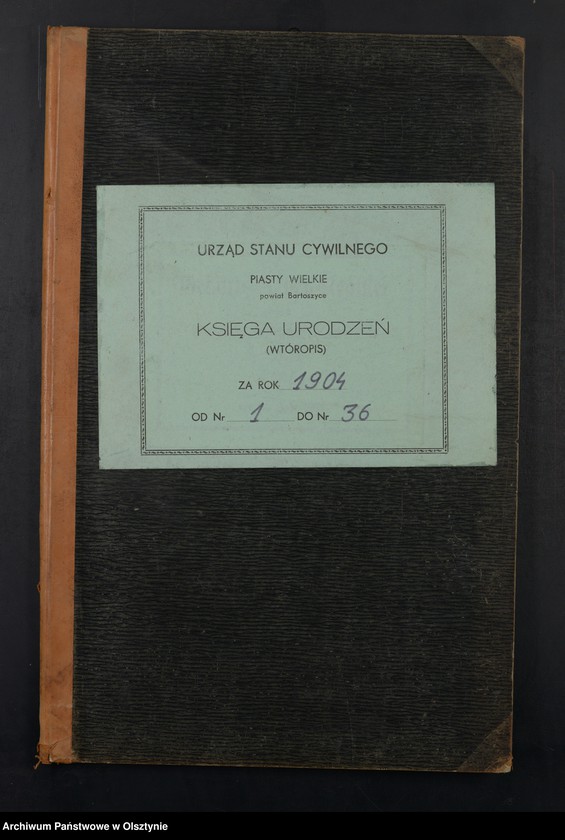 URZĄD STANU CYWILNEGO
PIASTY WIELKIE
powiat Bartoszyce
KSIĘGA URODZEŃ
(WTÓROPIS)
ZA ROK 1904
OD Nr 1 DO Nr 36
Archiwum Państwowe w Olsztynie